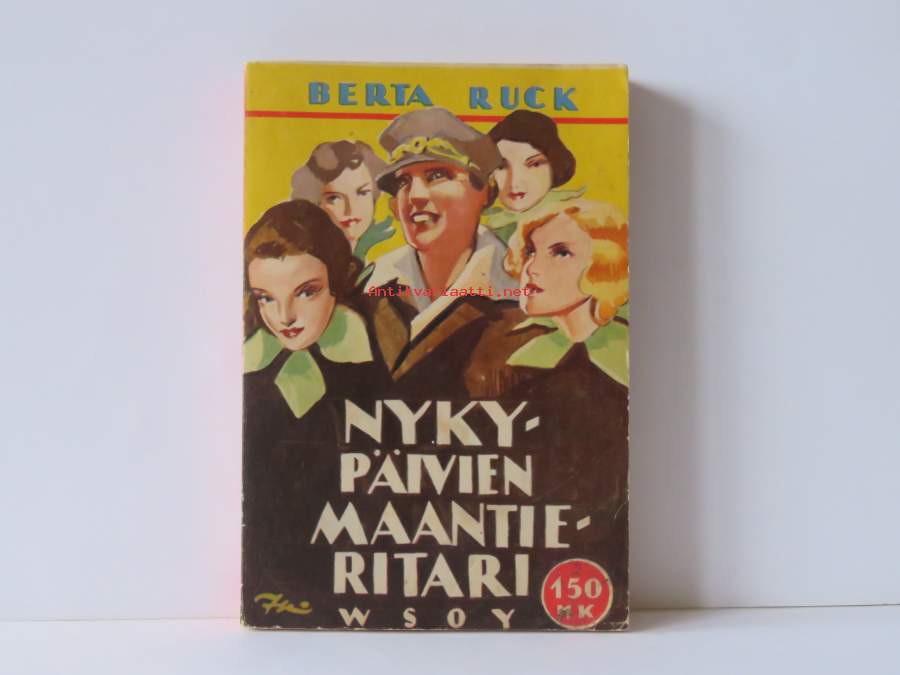 BERTA RUCK
Antikvariaatti.net
NYKY-
PÄIVIEN
MAANTIE-
RITARI
WSOY
150
MK